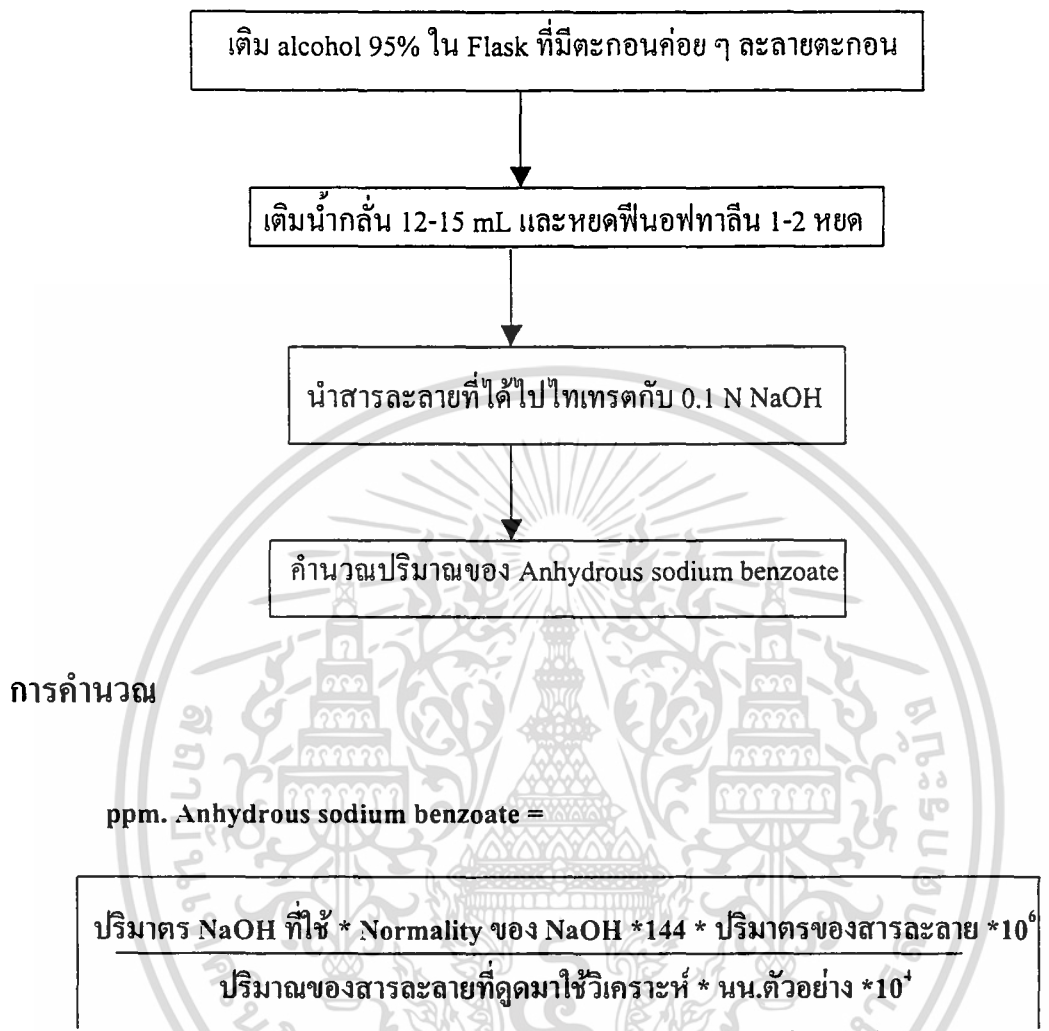 เติม alcohol 95% ใน Flask ที่มีตะกอนค่อย ๆ ละลายตะกอน
เติมน้ำกลั่น 12-15 mL และหยดฟีนอฟทาลีน 1-2 หยด
นำสารละลายที่ได้ไปไทเทรตกับ 0.1 N NaOH
คำนวณปริมาณของ Anhydrous sodium benzoate
การคำนวณ
ppm. Anhydrous sodium benzoate =
ปริมาตร NaOH ที่ใช้ * Normality ของ NaOH *144 * ปริมาตรของสารละลาย *10⁶
ปริมาณของสารละลายที่ดูดมาใช้วิเคราะห์ * นน.ตัวอย่าง *10